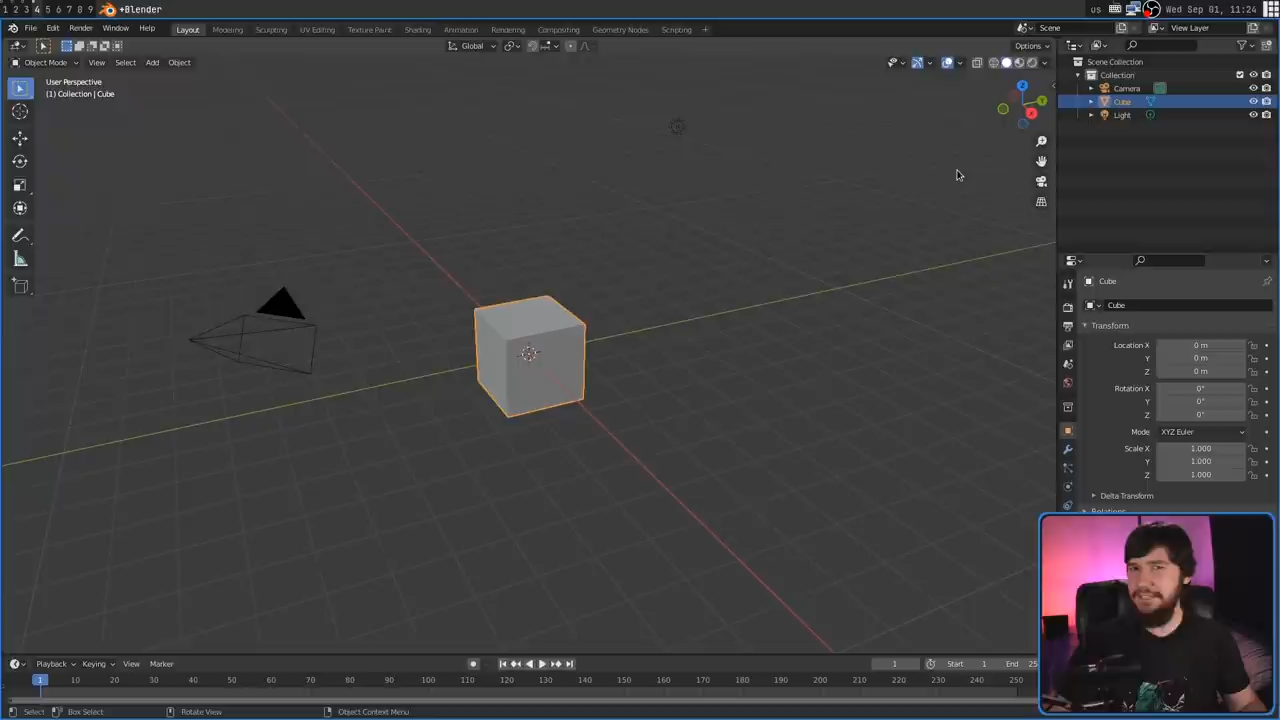 1 2 3 4 5 6 7 8 9 +Blender
us Wed Sep 01, 11:24
File Edit Render Window Help
Layout Modeling Sculpting UV Editing Texture Paint Shading Animation Rendering Compositing Geometry Nodes Scripting +
Scene
View Layer
Global
Options
Object Mode View Select Add Object
User Perspective
(1) Collection | Cube
Z
Y
X
Scene Collection
Collection
Camera
Cube
Light
Cube
Cube
Transform
Location X 0 m
Y 0 m
Z 0 m
Rotation X 0°
Y 0°
Z 0°
Mode XYZ Euler
Scale X 1.000
Y 1.000
Z 1.000
Delta Transform
Relations
Playback Keying View Marker
1
Start 1 End 25
1 10 20 30 40 50 60 70 80 90 100 110 120 130 140 150 160 170 180 190 200 210 220 230 240 250
Select Box Select Rotate View Object Context Menu